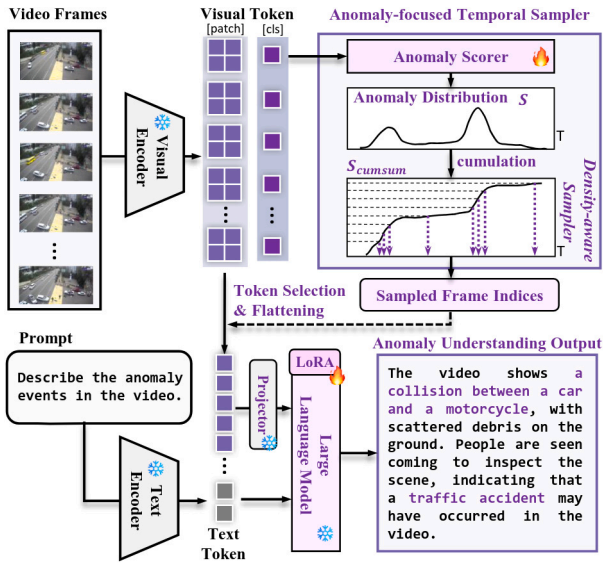 Video Frames
Visual Token
[patch] [cls]
Anomaly-focused Temporal Sampler
Visual
Encoder
Anomaly Scorer
Anomaly Distribution S
T
cumulation
S_cumsum
T
Density-aware
Sampler
Sampled Frame Indices
Token Selection
& Flattening
Prompt
Describe the anomaly
events in the video.
Text
Encoder
Projector
LoRA
Large
Language Model
Text
Token
Anomaly Understanding Output
The video shows a
collision between a car
and a motorcycle, with
scattered debris on the
ground. People are seen
coming to inspect the
scene, indicating that
a traffic accident may
have occurred in the
video.